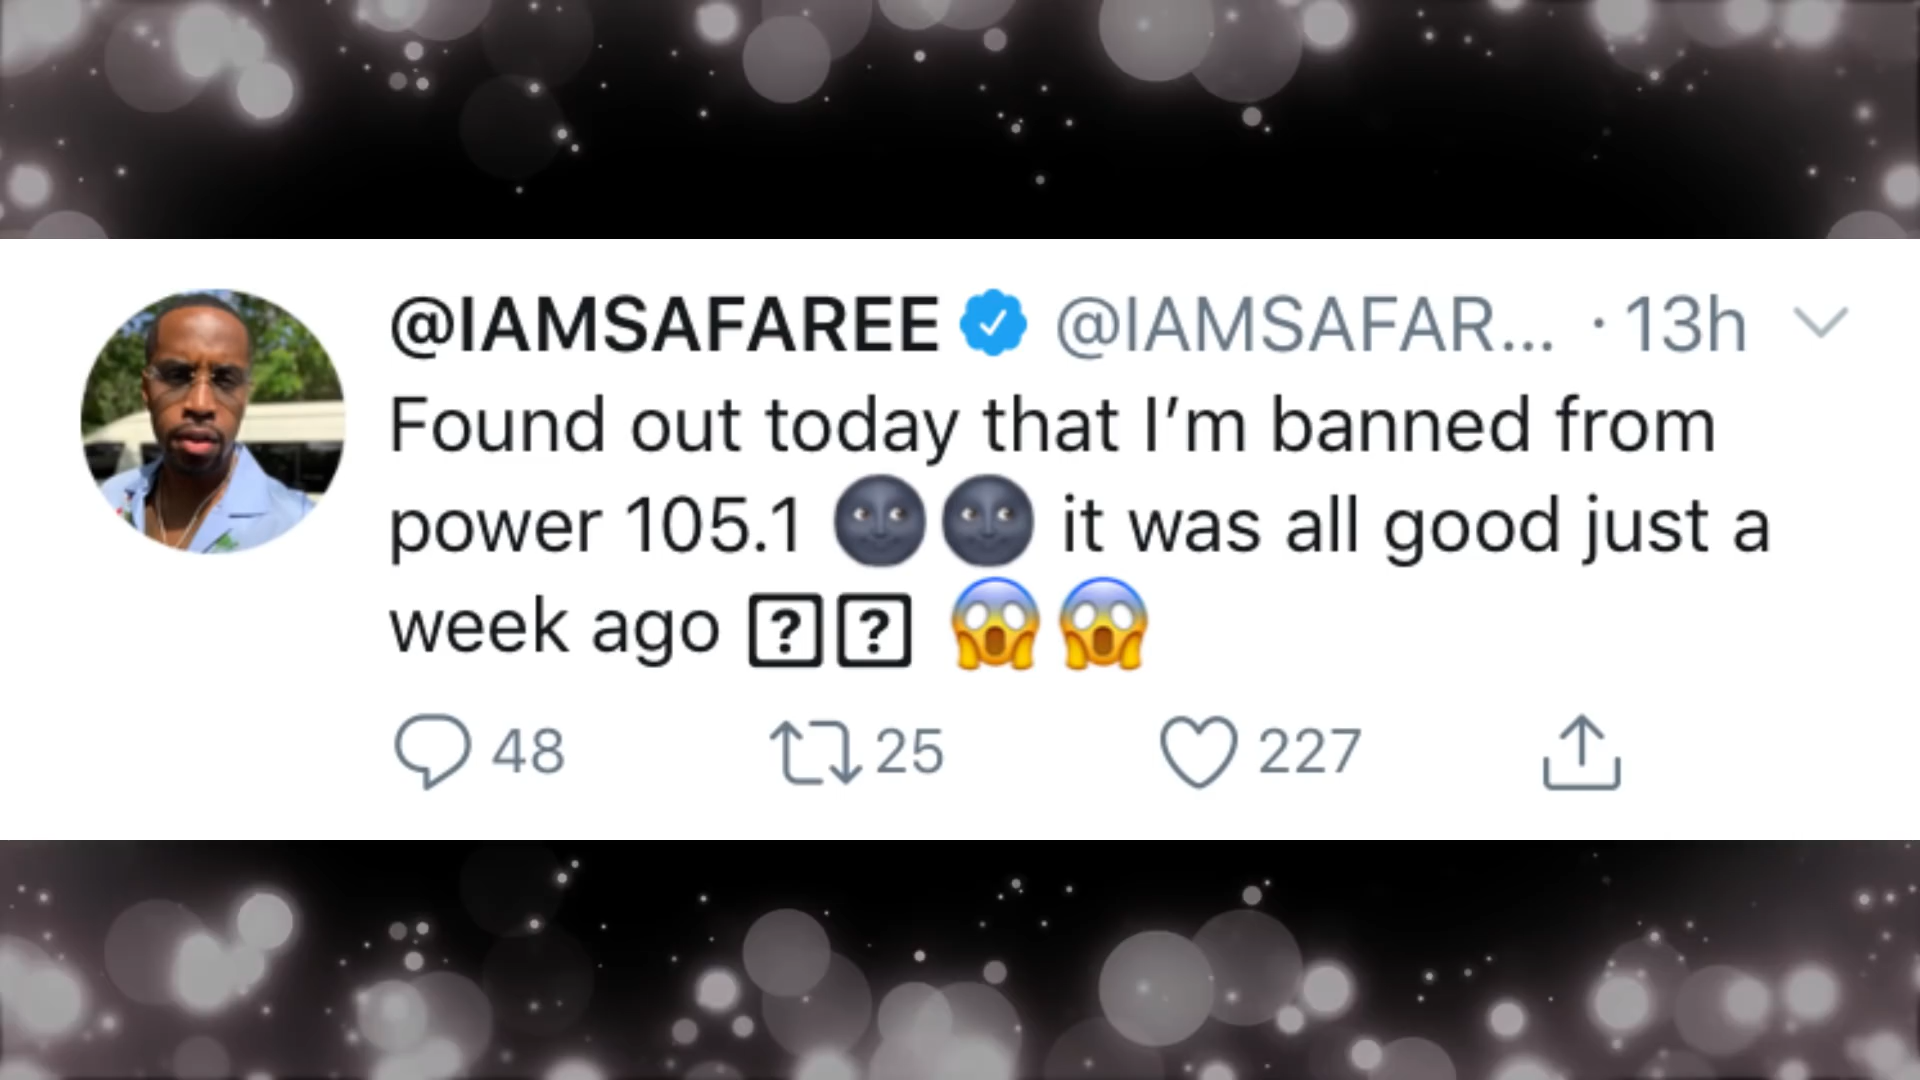 @IAMSAFAREE @IAMSAFAR... · 13h
Found out today that I’m banned from
power 105.1 🌚🌚 it was all good just a
week ago ⍰⍰ 😱😱
48 25 227